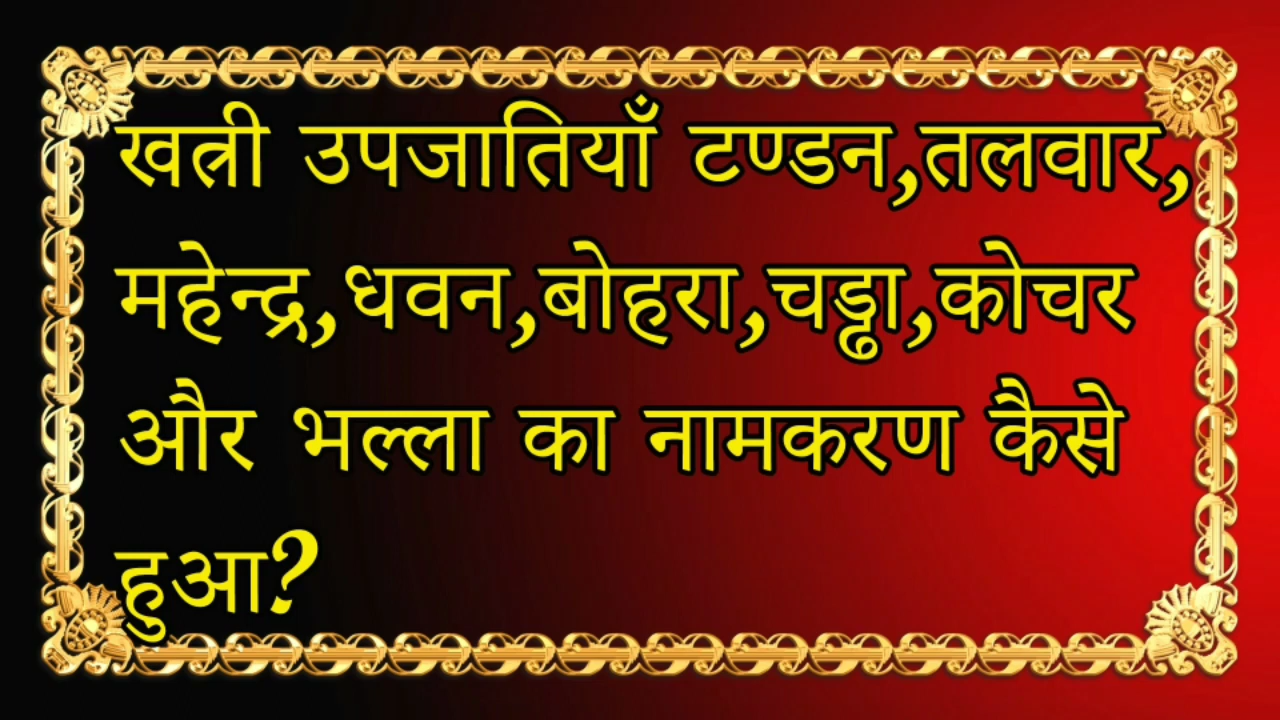 खत्री उपजातियाँ टण्डन,तलवार,
महेन्द्र,धवन,बोहरा,चड्ढा,कोचर
और भल्ला का नामकरण कैसे
हुआ?